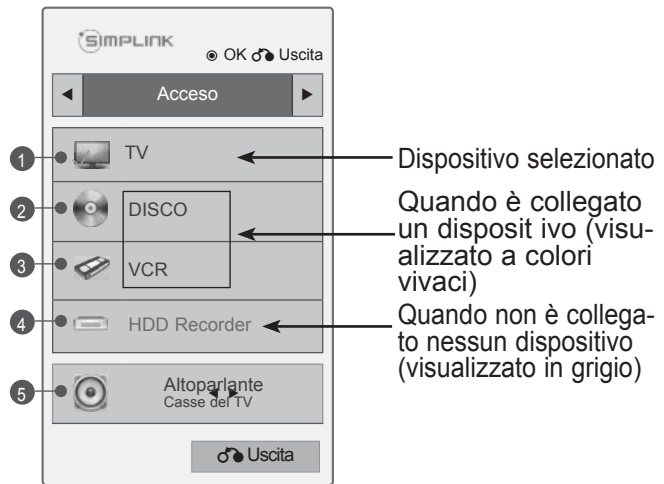 SIMPLINK
OK Uscita
◄ Acceso ►
1 TV
2 DISCO
3 VCR
4 HDD Recorder
5 Altoparlante
Casse del TV
Uscita
Dispositivo selezionato
Quando è collegato
un disposit ivo (visu-
alizzato a colori
vivaci)
Quando non è collega-
to nessun dispositivo
(visualizzato in grigio)